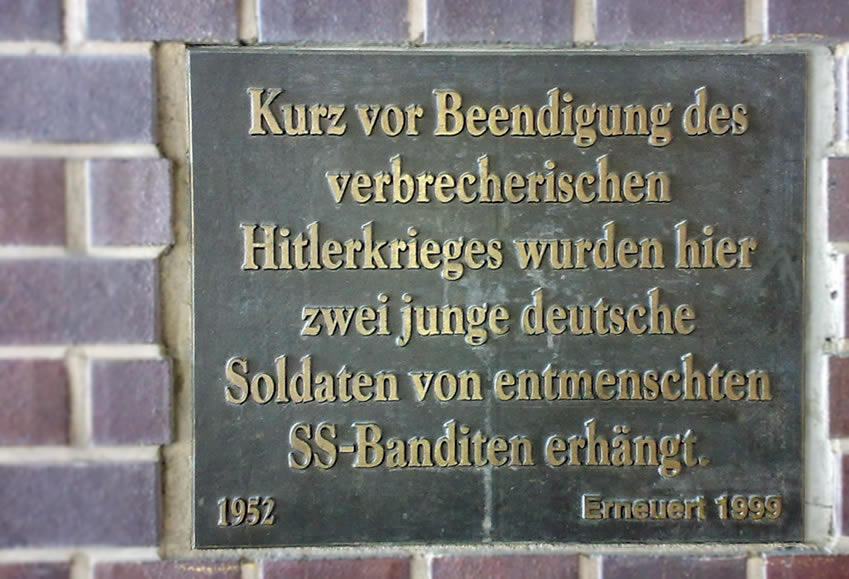 Kurz vor Beendigung des
verbrecherischen
Hitlerkrieges wurden hier
zwei junge deutsche
Soldaten von entmenschten
SS-Banditen erhängt.
1952 Erneuert 1999